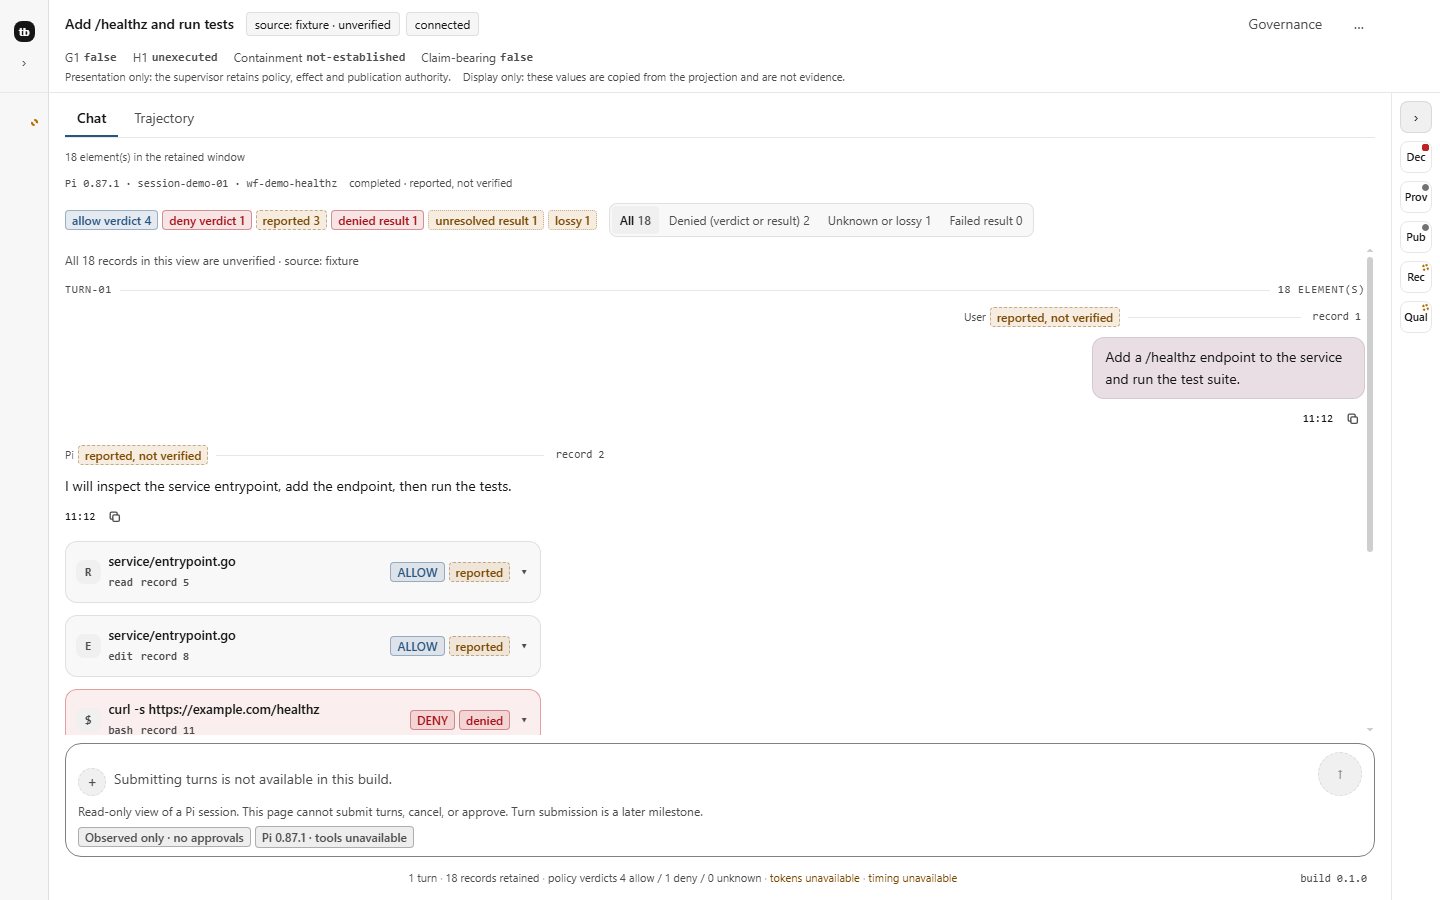 tb
Add /healthz and run tests
source: fixture · unverified
connected
Governance
...
G1 false H1 unexecuted Containment not-established Claim-bearing false
Presentation only: the supervisor retains policy, effect and publication authority. Display only: these values are copied from the projection and are not evidence.
Chat
Trajectory
18 element(s) in the retained window
Pi 0.87.1 · session-demo-01 · wf-demo-healthz completed · reported, not verified
allow verdict 4
deny verdict 1
reported 3
denied result 1
unresolved result 1
lossy 1
All 18
Denied (verdict or result) 2
Unknown or lossy 1
Failed result 0
All 18 records in this view are unverified · source: fixture
TURN-01
18 ELEMENT(S)
User reported, not verified
record 1
Add a /healthz endpoint to the service
and run the test suite.
11:12
Pi reported, not verified
record 2
I will inspect the service entrypoint, add the endpoint, then run the tests.
11:12
R
service/entrypoint.go
read record 5
ALLOW
reported
E
service/entrypoint.go
edit record 8
ALLOW
reported
$
curl -s https://example.com/healthz
bash record 11
DENY
denied
+
Submitting turns is not available in this build.
↑
Read-only view of a Pi session. This page cannot submit turns, cancel, or approve. Turn submission is a later milestone.
Observed only · no approvals
Pi 0.87.1 · tools unavailable
1 turn · 18 records retained · policy verdicts 4 allow / 1 deny / 0 unknown · tokens unavailable · timing unavailable
build 0.1.0
Dec
Prov
Pub
Rec
Qual